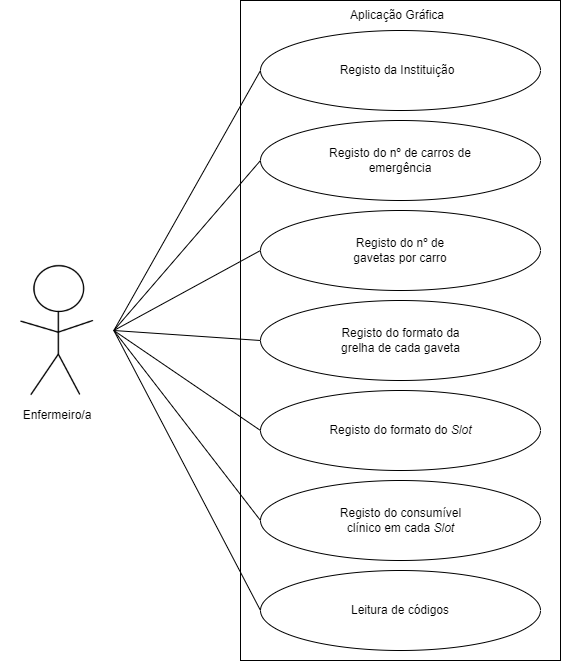 Aplicação Gráfica
Registo da Instituição
Registo do nº de carros de
emergência
Registo do nº de
gavetas por carro
Registo do formato da
grelha de cada gaveta
Registo do formato do Slot
Registo do consumível
clínico em cada Slot
Leitura de códigos
Enfermeiro/a